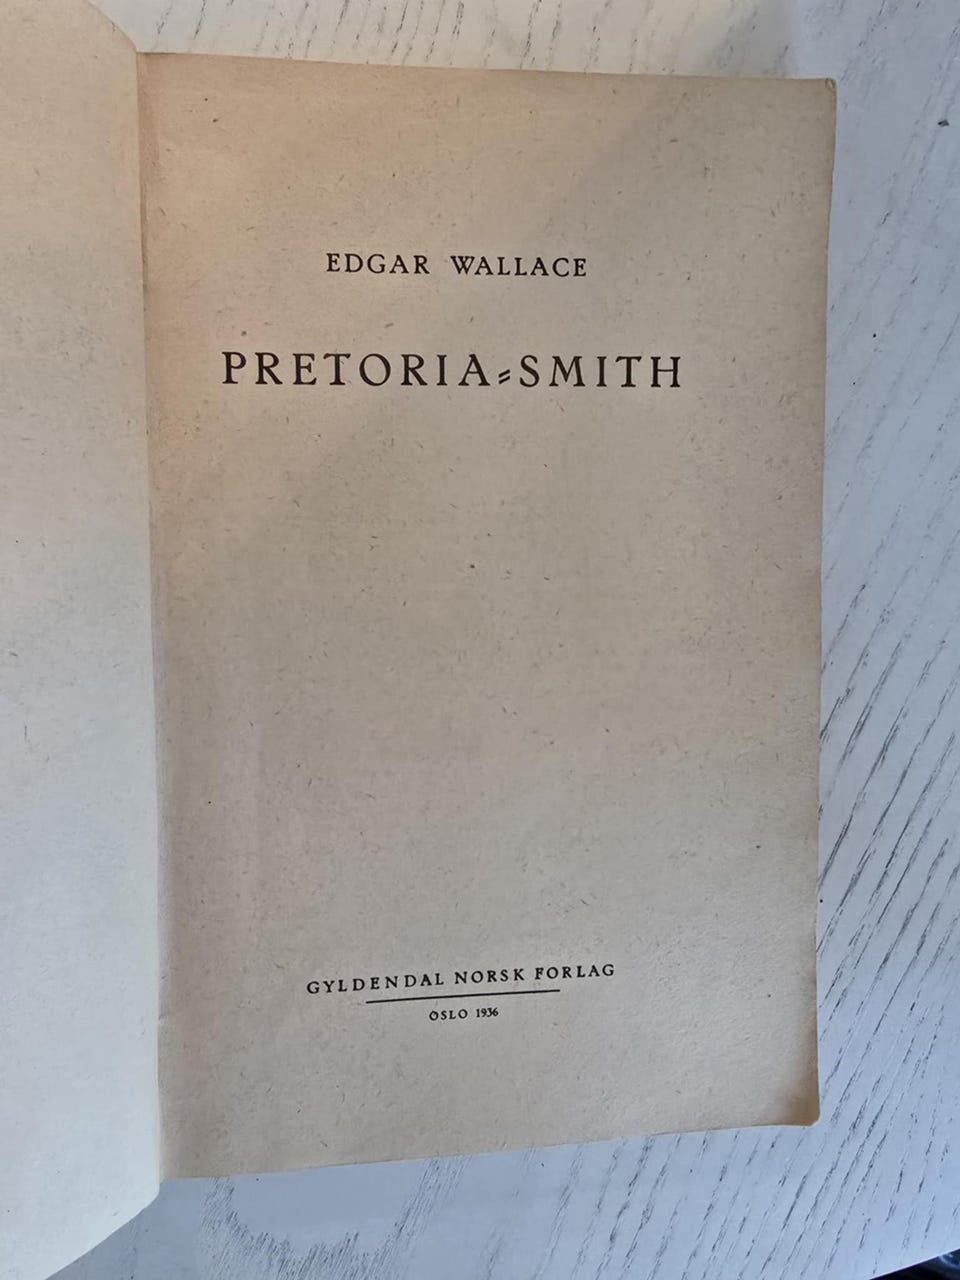 EDGAR WALLACE
PRETORIA-SMITH
GYLDENDAL NORSK FORLAG
OSLO 1936